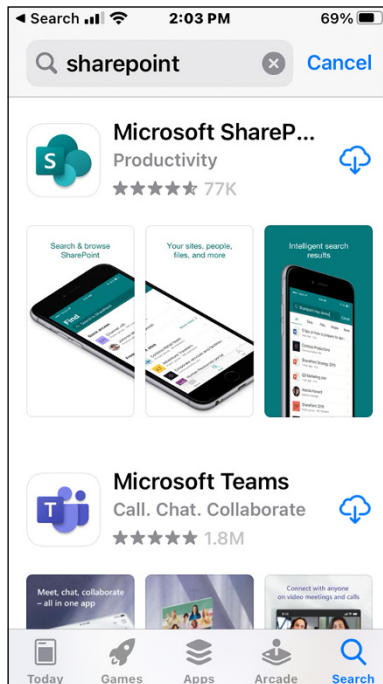 ◀ Search 2:03 PM 69%
sharepoint Cancel
Microsoft ShareP...
Productivity
77K
S
Search & browse
SharePoint
Your sites, people,
files, and more
Intelligent search
results
Find
Microsoft Teams
Call. Chat. Collaborate
1.8M
T
Meet, chat, collaborate
– all in one app
Connect with anyone
on video meetings and calls
Today Games Apps Arcade Search